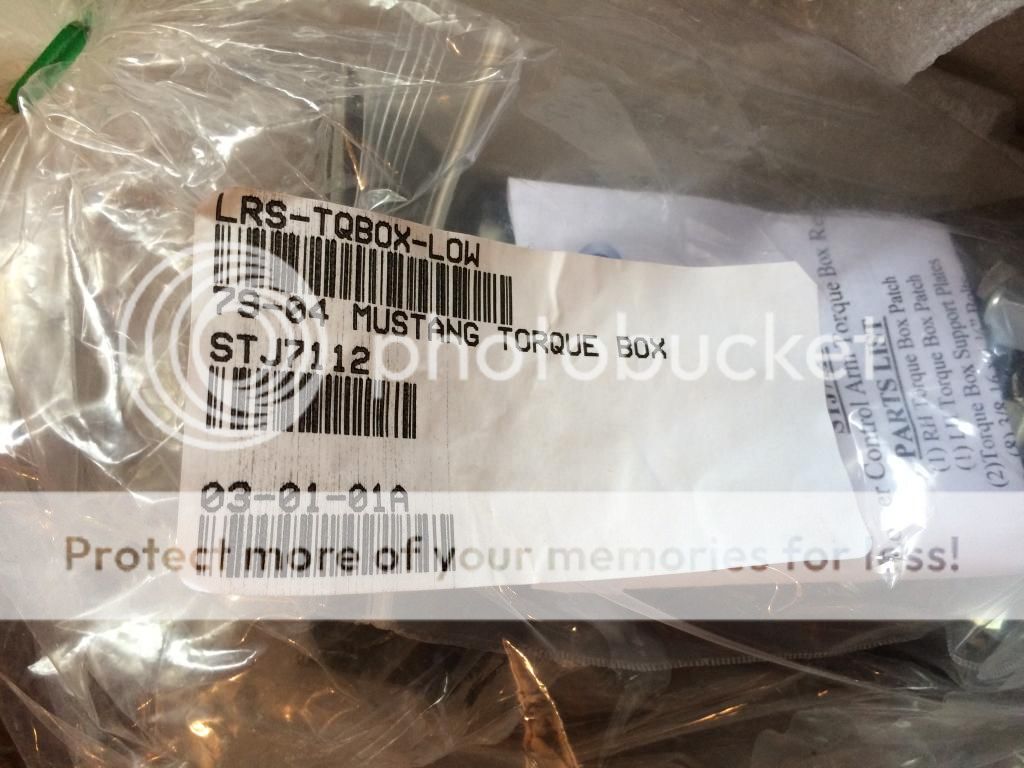 LRS-TQBOX-LOW
79-04 MUSTANG TORQUE BOX
STJ7112
03-01-01A
er Control Arm Torque Box Re
PARTS LIST
(1) RH Torque Box Patch
(1) LH Torque Box Patch
(2) Torque Box Support Plates
photobucket
Protect more of your memories for less!